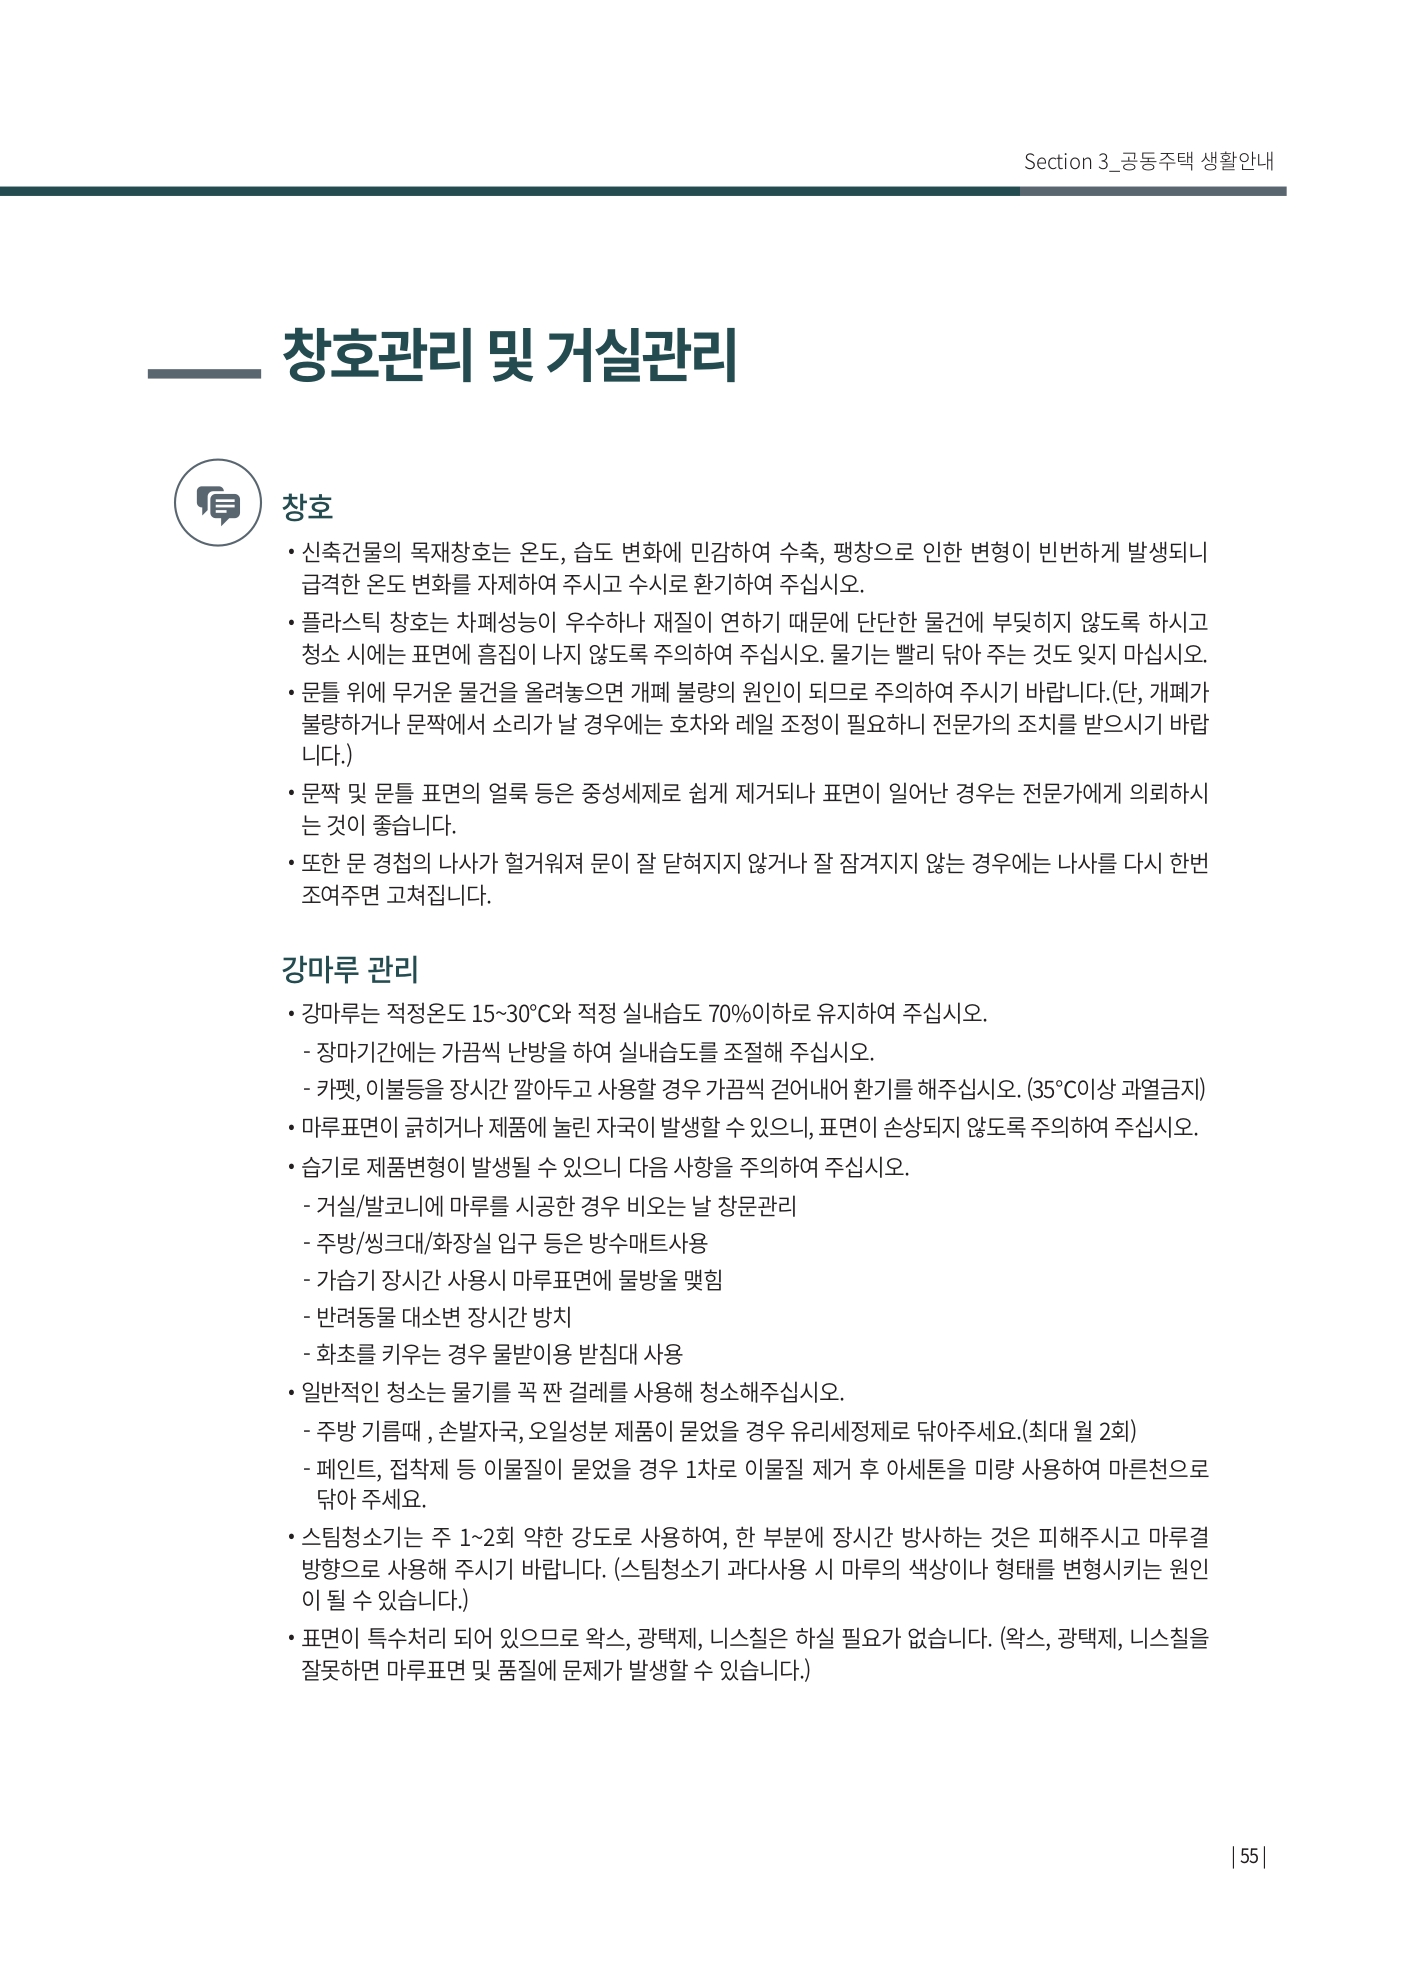 Section 3_공동주택 생활안내
창호관리 및 거실관리
창호
• 신축건물의 목재창호는 온도, 습도 변화에 민감하여 수축, 팽창으로 인한 변형이 빈번하게 발생되니
급격한 온도 변화를 자제하여 주시고 수시로 환기하여 주십시오.
• 플라스틱 창호는 차폐성능이 우수하나 재질이 연하기 때문에 단단한 물건에 부딪히지 않도록 하시고
청소 시에는 표면에 흠집이 나지 않도록 주의하여 주십시오. 물기는 빨리 닦아 주는 것도 잊지 마십시오.
• 문틀 위에 무거운 물건을 올려놓으면 개폐 불량의 원인이 되므로 주의하여 주시기 바랍니다.(단, 개폐가
불량하거나 문짝에서 소리가 날 경우에는 호차와 레일 조정이 필요하니 전문가의 조치를 받으시기 바랍
니다.)
• 문짝 및 문틀 표면의 얼룩 등은 중성세제로 쉽게 제거되나 표면이 일어난 경우는 전문가에게 의뢰하시
는 것이 좋습니다.
• 또한 문 경첩의 나사가 헐거워져 문이 잘 닫혀지지 않거나 잘 잠겨지지 않는 경우에는 나사를 다시 한번
조여주면 고쳐집니다.
강마루 관리
• 강마루는 적정온도 15~30°C와 적정 실내습도 70%이하로 유지하여 주십시오.
- 장마기간에는 가끔씩 난방을 하여 실내습도를 조절해 주십시오.
- 카펫, 이불등을 장시간 깔아두고 사용할 경우 가끔씩 걷어내어 환기를 해주십시오. (35°C이상 과열금지)
• 마루표면이 긁히거나 제품에 눌린 자국이 발생할 수 있으니, 표면이 손상되지 않도록 주의하여 주십시오.
• 습기로 제품변형이 발생될 수 있으니 다음 사항을 주의하여 주십시오.
- 거실/발코니에 마루를 시공한 경우 비오는 날 창문관리
- 주방/씽크대/화장실 입구 등은 방수매트사용
- 가습기 장시간 사용시 마루표면에 물방울 맺힘
- 반려동물 대소변 장시간 방치
- 화초를 키우는 경우 물받이용 받침대 사용
• 일반적인 청소는 물기를 꼭 짠 걸레를 사용해 청소해주십시오.
- 주방 기름때 , 손발자국, 오일성분 제품이 묻었을 경우 유리세정제로 닦아주세요.(최대 월 2회)
- 페인트, 접착제 등 이물질이 묻었을 경우 1차로 이물질 제거 후 아세톤을 미량 사용하여 마른천으로
닦아 주세요.
• 스팀청소기는 주 1~2회 약한 강도로 사용하여, 한 부분에 장시간 방사하는 것은 피해주시고 마루결
방향으로 사용해 주시기 바랍니다. (스팀청소기 과다사용 시 마루의 색상이나 형태를 변형시키는 원인
이 될 수 있습니다.)
• 표면이 특수처리 되어 있으므로 왁스, 광택제, 니스칠은 하실 필요가 없습니다. (왁스, 광택제, 니스칠을
잘못하면 마루표면 및 품질에 문제가 발생할 수 있습니다.)
| 55 |